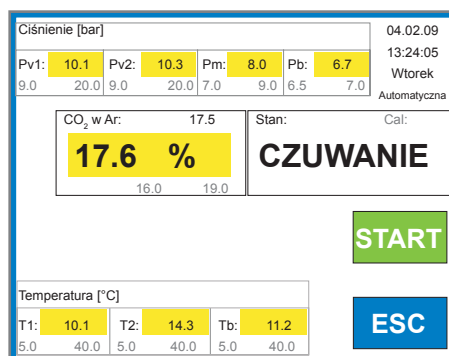 Ciśnienie [bar]
04.02.09
13:24:05
Wtorek
Automatyczna
Pv1: 10.1 Pv2: 10.3 Pm: 8.0 Pb: 6.7
9.0 20.0 9.0 20.0 7.0 9.0 6.5 7.0
CO2 w Ar: 17.5
17.6 %
16.0 19.0
Stan: Cal:
CZUWANIE
START
Temperatura [°C]
T1: 10.1 T2: 14.3 Tb: 11.2
5.0 40.0 5.0 40.0 5.0 40.0
ESC